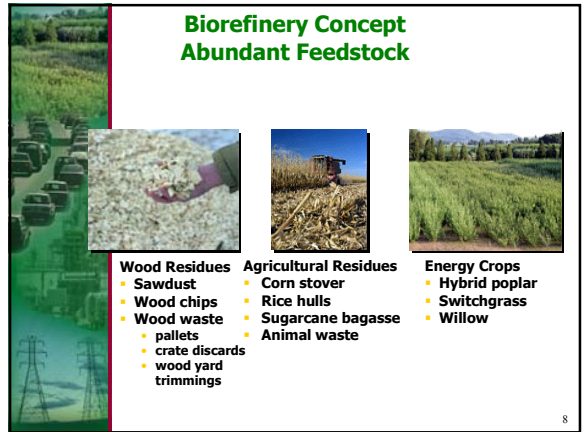 Biorefinery Concept
Abundant Feedstock
Wood Residues
▪ Sawdust
▪ Wood chips
▪ Wood waste
• pallets
• crate discards
• wood yard
trimmings
Agricultural Residues
▪ Corn stover
▪ Rice hulls
▪ Sugarcane bagasse
▪ Animal waste
Energy Crops
▪ Hybrid poplar
▪ Switchgrass
▪ Willow
8